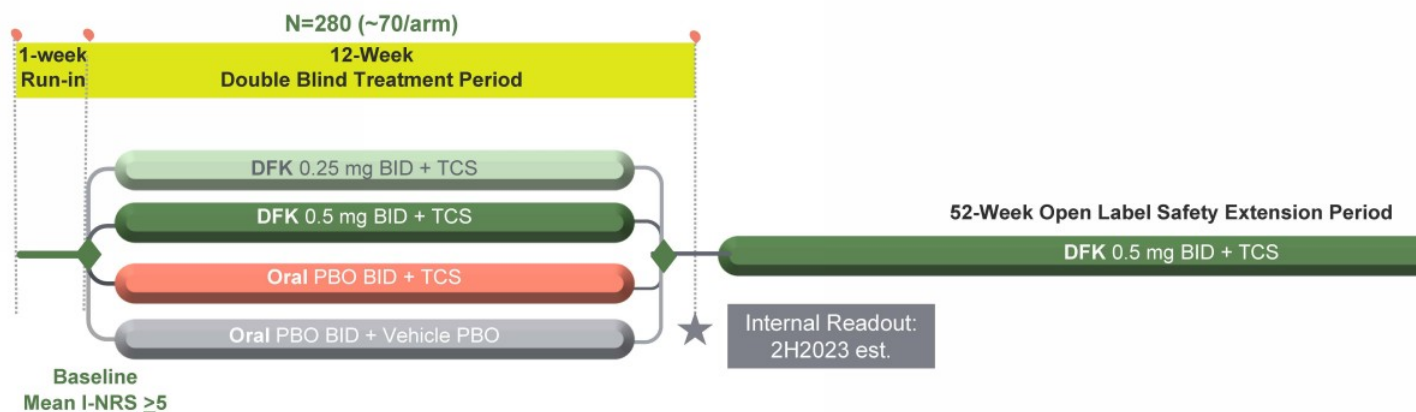 N=280 (~70/arm)
1-week
Run-in
12-Week
Double Blind Treatment Period
DFK 0.25 mg BID + TCS
DFK 0.5 mg BID + TCS
Oral PBO BID + TCS
Oral PBO BID + Vehicle PBO
Baseline
Mean I-NRS ≥5
Internal Readout:
2H2023 est.
52-Week Open Label Safety Extension Period
DFK 0.5 mg BID + TCS